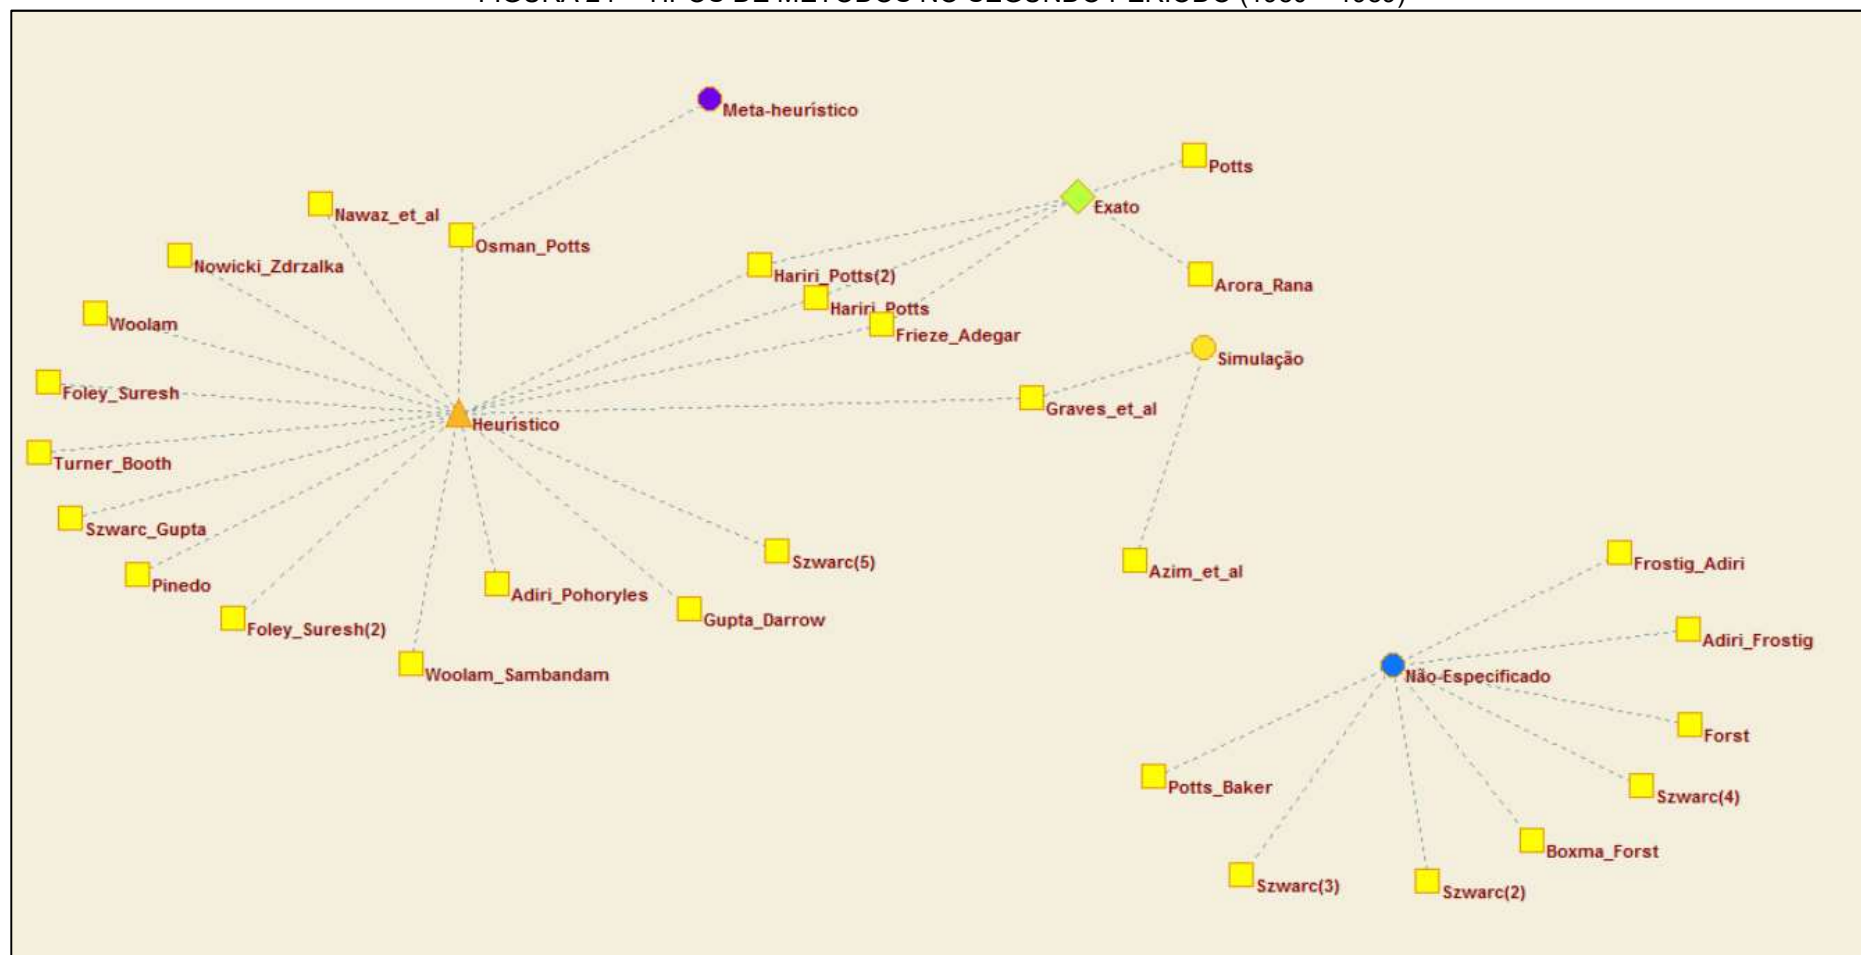 Meta-heurístico
Potts
Exato
Nawaz_et_al
Osman_Potts
Nowicki_Zdrzalka
Hariri_Potts(2)
Arora_Rana
Hariri_Potts
Woolam
Frieze_Adegar
Simulação
Foley_Suresh
Graves_et_al
Heurístico
Turner_Booth
Szwarc_Gupta
Szwarc(5)
Frostig_Adiri
Azim_et_al
Pinedo
Adiri_Pohoryles
Gupta_Darrow
Foley_Suresh(2)
Adiri_Frostig
Woolam_Sambandam
Não-Especificado
Forst
Potts_Baker
Szwarc(4)
Boxma_Forst
Szwarc(3)
Szwarc(2)